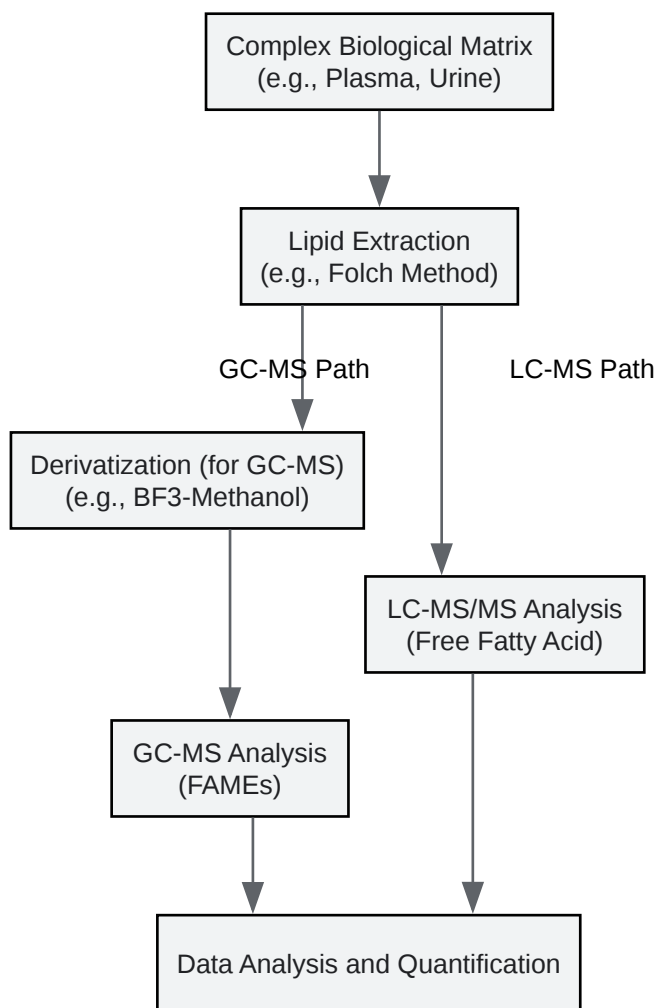 Complex Biological Matrix
(e.g., Plasma, Urine)
Lipid Extraction
(e.g., Folch Method)
GC-MS Path
LC-MS Path
Derivatization (for GC-MS)
(e.g., BF3-Methanol)
LC-MS/MS Analysis
(Free Fatty Acid)
GC-MS Analysis
(FAMEs)
Data Analysis and Quantification